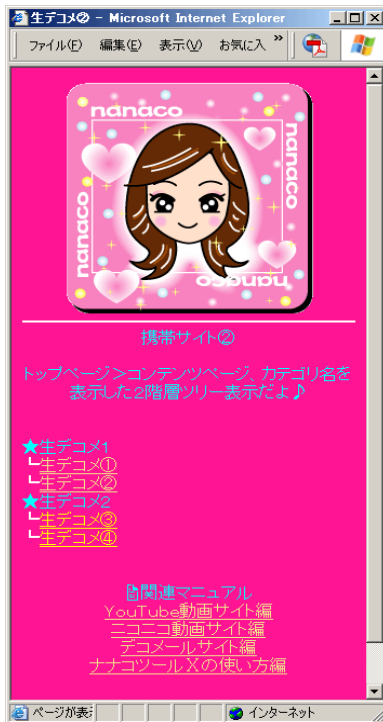 生デコメ② - Microsoft Internet Explorer
ファイル(F) 編集(E) 表示(V) お気に入 »
nanaco
nanaco
nanaco
nanaco
携帯サイト②
トップページ>コンテンツページ、カテゴリ名を
表示した2階層ツリー表示だよ♪
★生デコメ1
┗生デコメ①
┗生デコメ②
★生デコメ2
┗生デコメ③
┗生デコメ④
関連マニュアル
YouTube動画サイト編
ニコニコ動画サイト編
デコメールサイト編
ナナコツールXの使い方編
ページが表示
インターネット